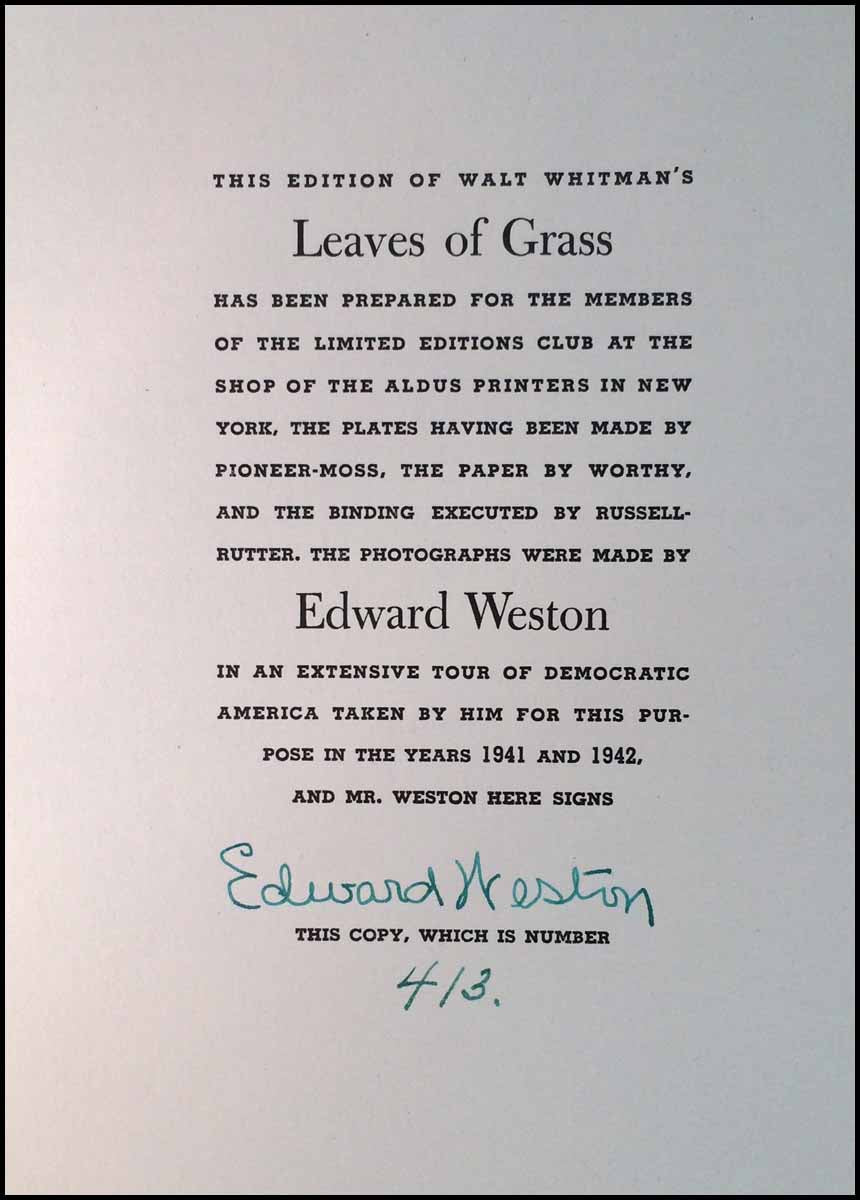 THIS EDITION OF WALT WHITMAN'S
Leaves of Grass
HAS BEEN PREPARED FOR THE MEMBERS
OF THE LIMITED EDITIONS CLUB AT THE
SHOP OF THE ALDUS PRINTERS IN NEW
YORK, THE PLATES HAVING BEEN MADE BY
PIONEER-MOSS, THE PAPER BY WORTHY,
AND THE BINDING EXECUTED BY RUSSELL-
RUTTER. THE PHOTOGRAPHS WERE MADE BY
Edward Weston
IN AN EXTENSIVE TOUR OF DEMOCRATIC
AMERICA TAKEN BY HIM FOR THIS PUR-
POSE IN THE YEARS 1941 AND 1942,
AND MR. WESTON HERE SIGNS
Edward Weston
THIS COPY, WHICH IS NUMBER
413.